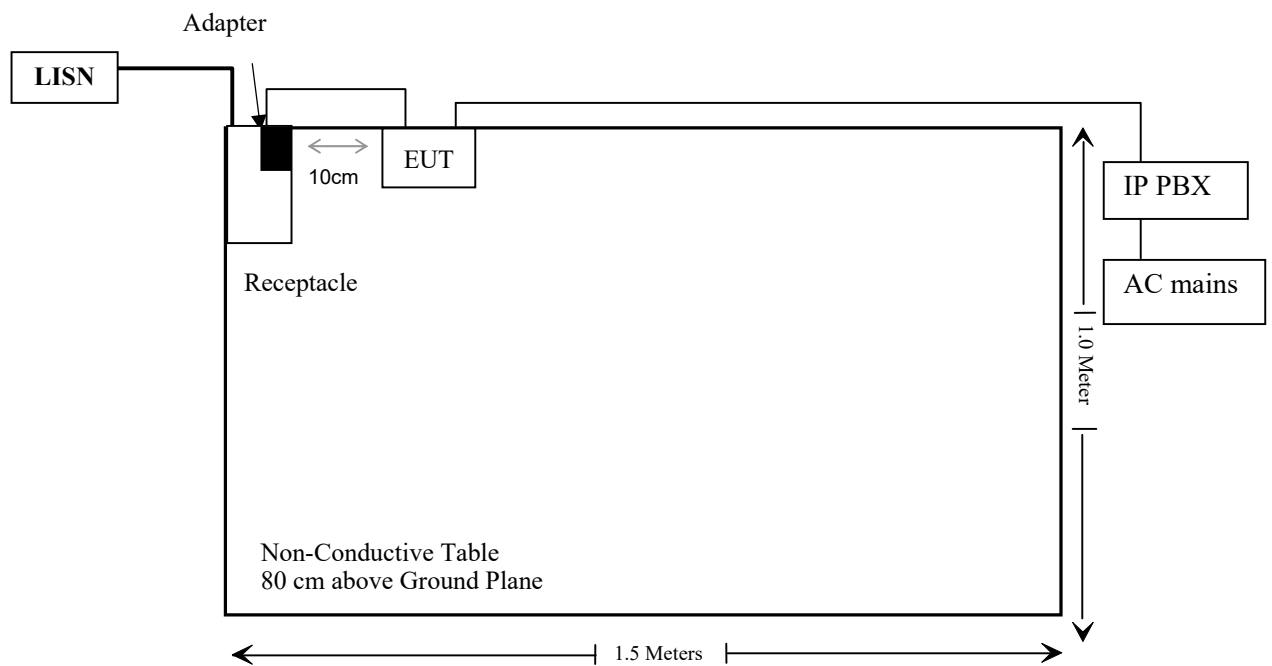 Adapter
LISN
EUT
10cm
IP PBX
Receptacle
AC mains
1.0 Meter
Non-Conductive Table
80 cm above Ground Plane
1.5 Meters